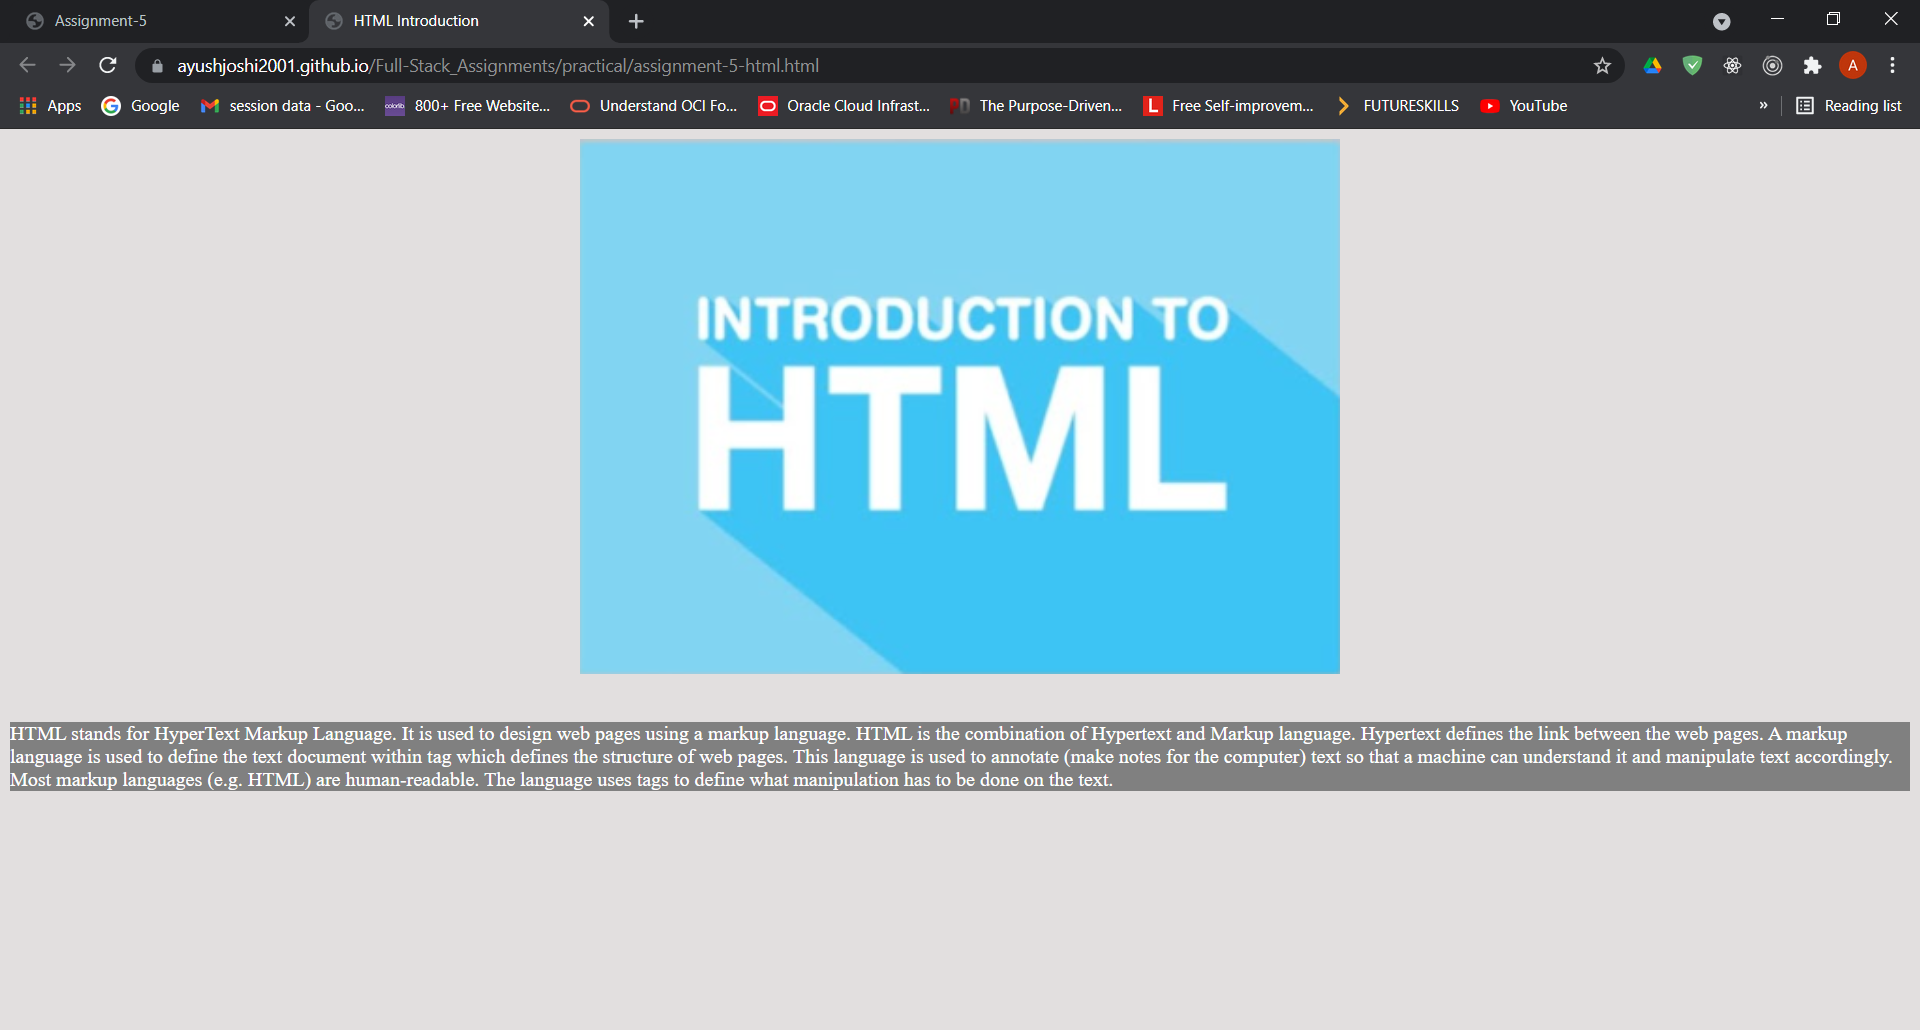 Assignment-5
HTML Introduction
ayushjoshi2001.github.io/Full-Stack_Assignments/practical/assignment-5-html.html
A
Apps
Google
session data - Goo...
colorlib
800+ Free Website...
Understand OCI Fo...
Oracle Cloud Infrast...
PD
The Purpose-Driven...
L
Free Self-improvem...
FUTURESKILLS
YouTube
»
Reading list
INTRODUCTION TO
HTML
HTML stands for HyperText Markup Language. It is used to design web pages using a markup language. HTML is the combination of Hypertext and Markup language. Hypertext defines the link between the web pages. A markup
language is used to define the text document within tag which defines the structure of web pages. This language is used to annotate (make notes for the computer) text so that a machine can understand it and manipulate text accordingly.
Most markup languages (e.g. HTML) are human-readable. The language uses tags to define what manipulation has to be done on the text.